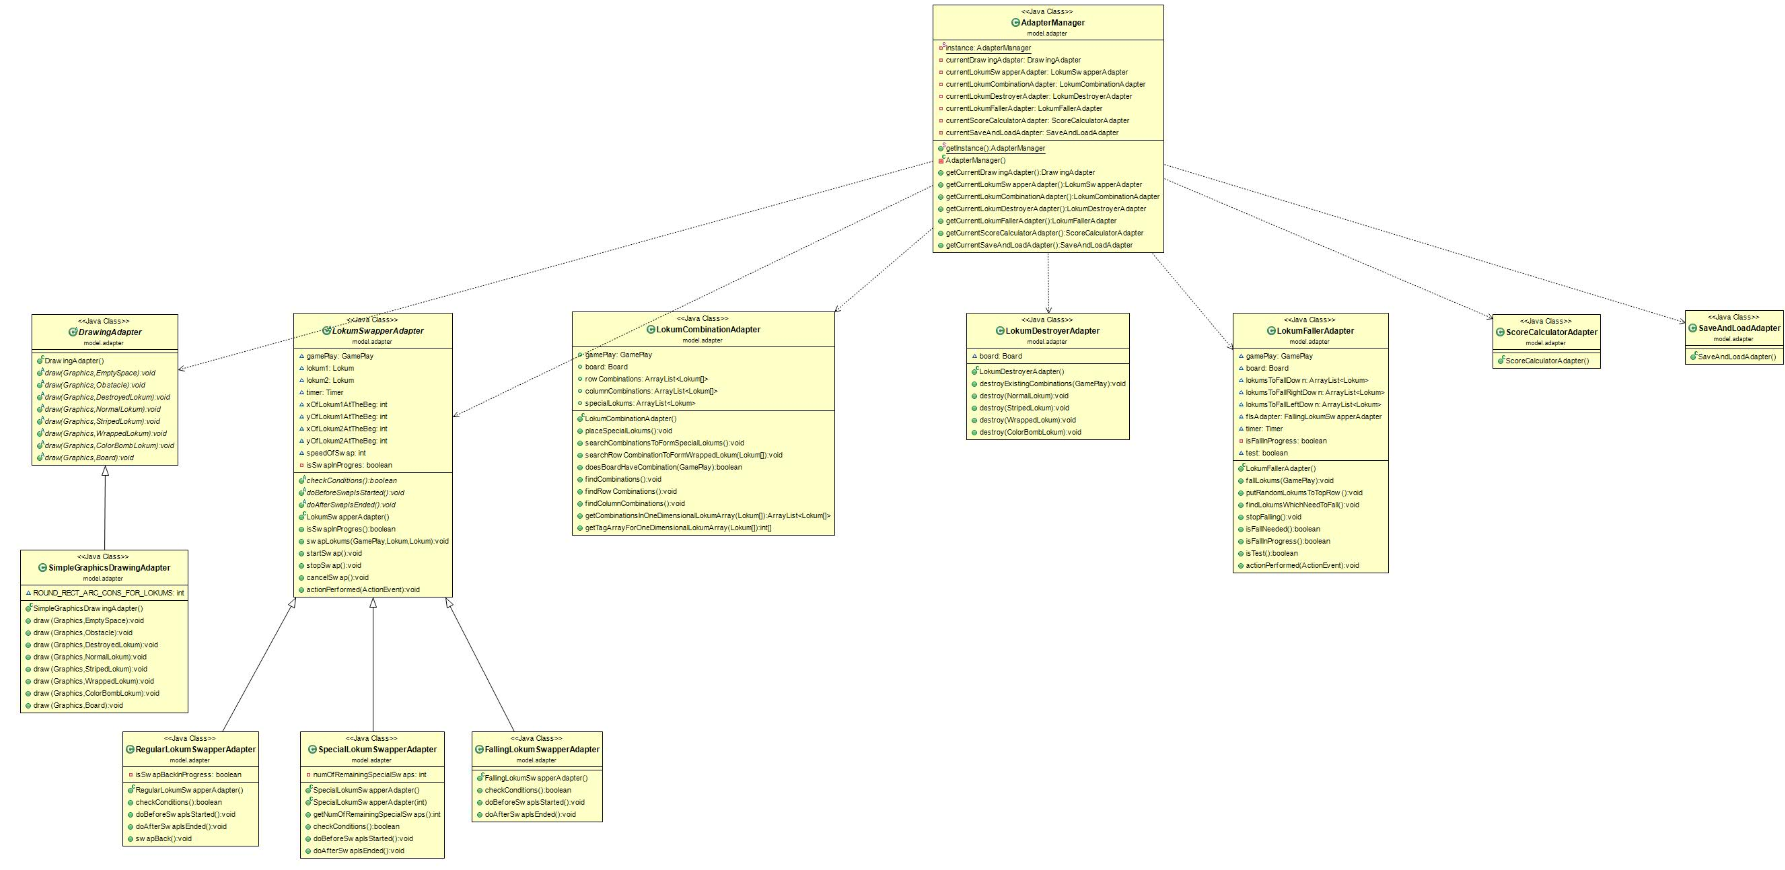 <<Java Class>>
AdapterManager
model.adapter
instance: AdapterManager
currentDrawingAdapter: DrawingAdapter
currentLokumSwapperAdapter: LokumSwapperAdapter
currentLokumCombinationAdapter: LokumCombinationAdapter
currentLokumDestroyerAdapter: LokumDestroyerAdapter
currentLokumFallerAdapter: LokumFallerAdapter
currentScoreCalculatorAdapter: ScoreCalculatorAdapter
currentSaveAndLoadAdapter: SaveAndLoadAdapter
getInstance():AdapterManager
AdapterManager()
getCurrentDrawingAdapter():DrawingAdapter
getCurrentLokumSwapperAdapter():LokumSwapperAdapter
getCurrentLokumCombinationAdapter():LokumCombinationAdapter
getCurrentLokumDestroyerAdapter():LokumDestroyerAdapter
getCurrentLokumFallerAdapter():LokumFallerAdapter
getCurrentScoreCalculatorAdapter():ScoreCalculatorAdapter
getCurrentSaveAndLoadAdapter():SaveAndLoadAdapter
<<Java Class>>
DrawingAdapter
model.adapter
DrawingAdapter()
draw(Graphics,EmptySpace):void
draw(Graphics,Obstacle):void
draw(Graphics,DestroyedLokum):void
draw(Graphics,NormalLokum):void
draw(Graphics,StripedLokum):void
draw(Graphics,WrappedLokum):void
draw(Graphics,ColorBombLokum):void
draw(Graphics,Board):void
<<Java Class>>
LokumSwapperAdapter
model.adapter
gamePlay: GamePlay
lokum1: Lokum
lokum2: Lokum
timer: Timer
xOfLokum1AtTheBeg: int
yOfLokum1AtTheBeg: int
xOfLokum2AtTheBeg: int
yOfLokum2AtTheBeg: int
speedOfSwap: int
isSwapInProgres: boolean
checkConditions():boolean
doBeforeSwapIsStarted():void
doAfterSwapIsEnded():void
LokumSwapperAdapter()
isSwapInProgres():boolean
swapLokums(GamePlay,Lokum,Lokum):void
startSwap():void
stopSwap():void
cancelSwap():void
actionPerformed(ActionEvent):void
<<Java Class>>
LokumCombinationAdapter
model.adapter
gamePlay: GamePlay
board: Board
rowCombinations: ArrayList<Lokum[]>
columnCombinations: ArrayList<Lokum[]>
specialLokums: ArrayList<Lokum>
LokumCombinationAdapter()
placeSpecialLokums():void
searchCombinationsToFormSpecialLokums():void
searchRowCombinationToFormWrappedLokum(Lokum[]):void
doesBoardHaveCombination(GamePlay):boolean
findCombinations():void
findRowCombinations():void
findColumnCombinations():void
getCombinationsInOneDimensionalLokumArray(Lokum[]):ArrayList<Lokum[]>
getTagArrayForOneDimensionalLokumArray(Lokum[]):int[]
<<Java Class>>
LokumDestroyerAdapter
model.adapter
board: Board
LokumDestroyerAdapter()
destroyExistingCombinations(GamePlay):void
destroy(NormalLokum):void
destroy(StripedLokum):void
destroy(WrappedLokum):void
destroy(ColorBombLokum):void
<<Java Class>>
LokumFallerAdapter
model.adapter
gamePlay: GamePlay
board: Board
lokumsToFallDown: ArrayList<Lokum>
lokumsToFallRightDown: ArrayList<Lokum>
lokumsToFallLeftDown: ArrayList<Lokum>
flsAdapter: FallingLokumSwapperAdapter
timer: Timer
isFallInProgress: boolean
test: boolean
LokumFallerAdapter()
fallLokums(GamePlay):void
putRandomLokumsToTopRow():void
findLokumsWhichNeedToFall():void
stopFalling():void
isFallNeeded():boolean
isFallInProgress():boolean
isTest():boolean
actionPerformed(ActionEvent):void
<<Java Class>>
ScoreCalculatorAdapter
model.adapter
ScoreCalculatorAdapter()
<<Java Class>>
SaveAndLoadAdapter
model.adapter
SaveAndLoadAdapter()
<<Java Class>>
SimpleGraphicsDrawingAdapter
model.adapter
ROUND_RECT_ARC_CONS_FOR_LOKUMS: int
SimpleGraphicsDrawingAdapter()
draw(Graphics,EmptySpace):void
draw(Graphics,Obstacle):void
draw(Graphics,DestroyedLokum):void
draw(Graphics,NormalLokum):void
draw(Graphics,StripedLokum):void
draw(Graphics,WrappedLokum):void
draw(Graphics,ColorBombLokum):void
draw(Graphics,Board):void
<<Java Class>>
RegularLokumSwapperAdapter
model.adapter
isSwapBackInProgress: boolean
RegularLokumSwapperAdapter()
checkConditions():boolean
doBeforeSwapIsStarted():void
doAfterSwapIsEnded():void
swapBack():void
<<Java Class>>
SpecialLokumSwapperAdapter
model.adapter
numOfRemainingSpecialSwaps: int
SpecialLokumSwapperAdapter()
SpecialLokumSwapperAdapter(int)
getNumOfRemainingSpecialSwaps():int
checkConditions():boolean
doBeforeSwapIsStarted():void
doAfterSwapIsEnded():void
<<Java Class>>
FallingLokumSwapperAdapter
model.adapter
FallingLokumSwapperAdapter()
checkConditions():boolean
doBeforeSwapIsStarted():void
doAfterSwapIsEnded():void